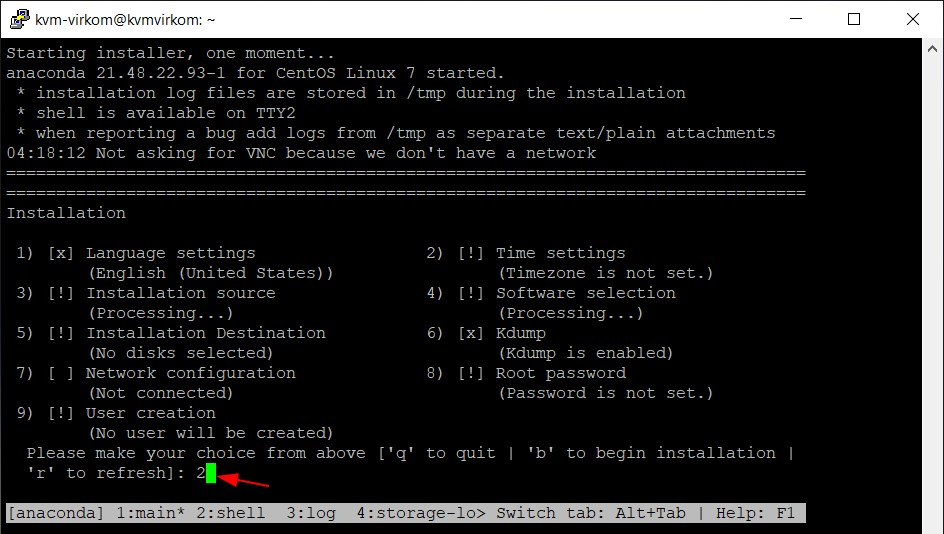 kvm-virkom@kvmvirkom: ~
Starting installer, one moment...
anaconda 21.48.22.93-1 for CentOS Linux 7 started.
 * installation log files are stored in /tmp during the installation
 * shell is available on TTY2
 * when reporting a bug add logs from /tmp as separate text/plain attachments
04:18:12 Not asking for VNC because we don't have a network
================================================================================
================================================================================
Installation
 1) [x] Language settings                 2) [!] Time settings
        (English (United States))                (Timezone is not set.)
 3) [!] Installation source               4) [!] Software selection
        (Processing...)                          (Processing...)
 5) [!] Installation Destination          6) [x] Kdump
        (No disks selected)                      (Kdump is enabled)
 7) [ ] Network configuration             8) [!] Root password
        (Not connected)                          (Password is not set.)
 9) [!] User creation
        (No user will be created)
  Please make your choice from above ['q' to quit | 'b' to begin installation |
  'r' to refresh]: 2
[anaconda] 1:main* 2:shell  3:log  4:storage-lo> Switch tab: Alt+Tab | Help: F1